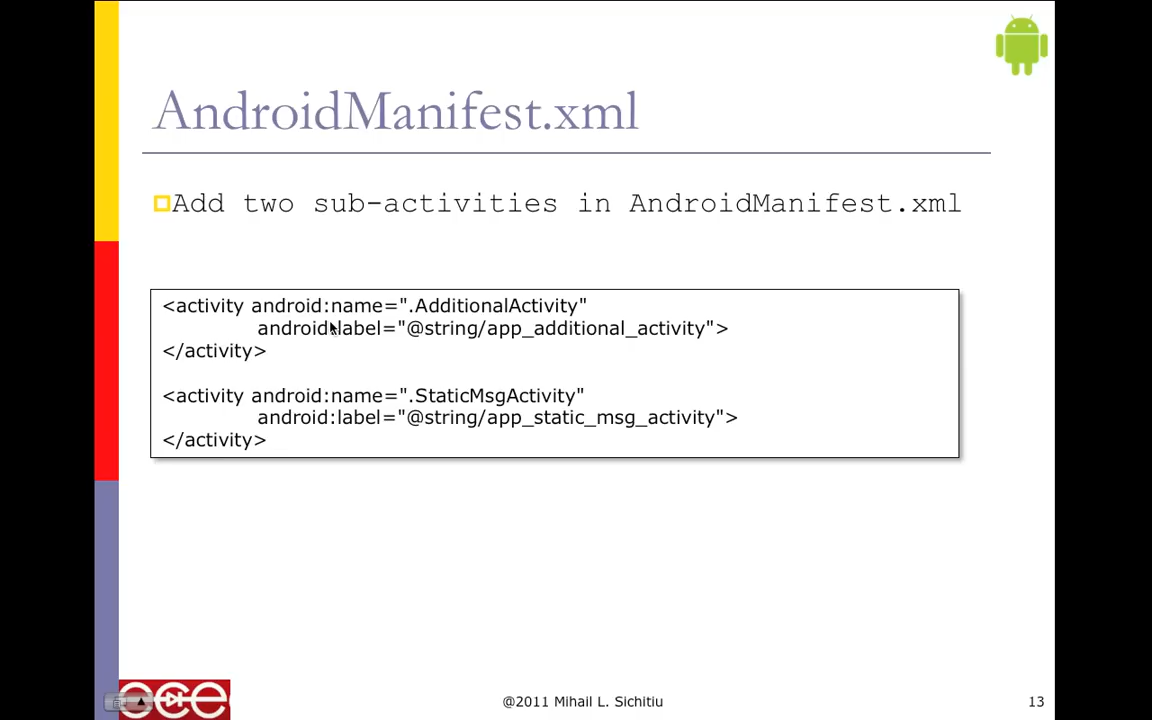 AndroidManifest.xml
Add two sub-activities in AndroidManifest.xml
<activity android:name=".AdditionalActivity"
android:label="@string/app_additional_activity">
</activity>
<activity android:name=".StaticMsgActivity"
android:label="@string/app_static_msg_activity">
</activity>
ece
@2011 Mihail L. Sichitiu
13